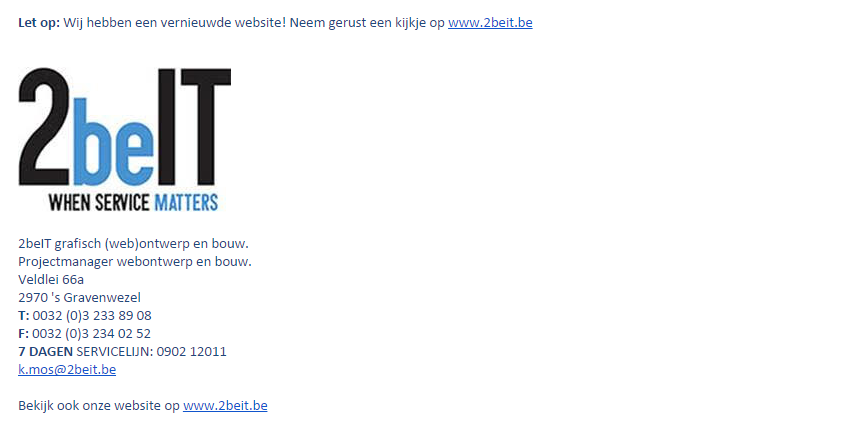 Let op: Wij hebben een vernieuwde website! Neem gerust een kijkje op www.2beit.be
2beIT
WHEN SERVICE MATTERS
2beIT grafisch (web)ontwerp en bouw.
Projectmanager webontwerp en bouw.
Veldlei 66a
2970 's Gravenwezel
T: 0032 (0)3 233 89 08
F: 0032 (0)3 234 02 52
7 DAGEN SERVICELIJN: 0902 12011
k.mos@2beit.be
Bekijk ook onze website op www.2beit.be